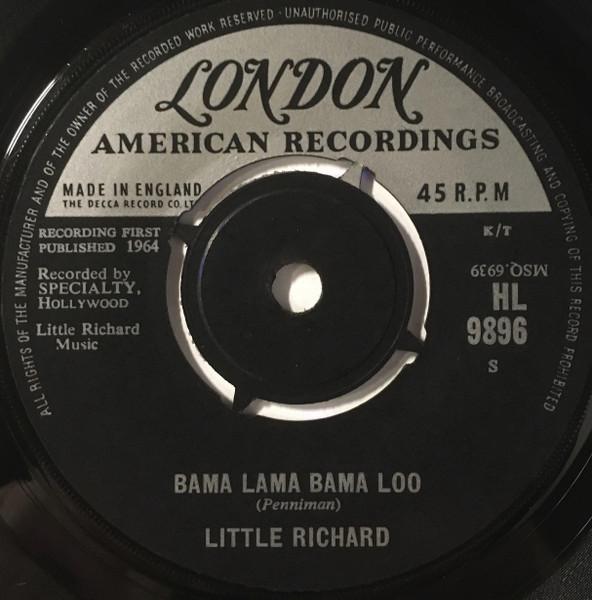 ALL RIGHTS OF THE MANUFACTURER AND OF THE OWNER OF THE RECORDED WORK RESERVED · UNAUTHORISED PUBLIC PERFORMANCE BROADCASTING AND COPYING OF THIS RECORD PROHIBITED
LONDON
AMERICAN RECORDINGS
MADE IN ENGLAND
THE DECCA RECORD CO. LT
45 R.P.M
RECORDING FIRST
PUBLISHED 1964
K/T
Recorded by
SPECIALTY,
HOLLYWOOD
MSQ.6939
HL
9896
Little Richard
Music
S
BAMA LAMA BAMA LOO
(Penniman)
LITTLE RICHARD